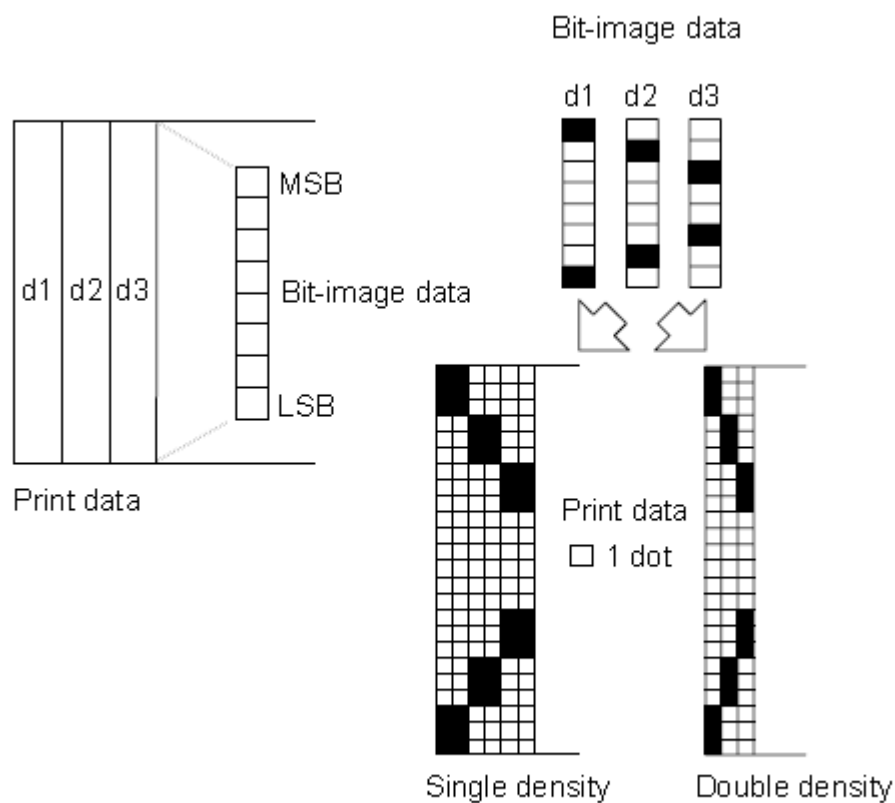 Bit-image data
d1 d2 d3
MSB
d1 d2 d3
Bit-image data
LSB
Print data
Print data
1 dot
Single density
Double density